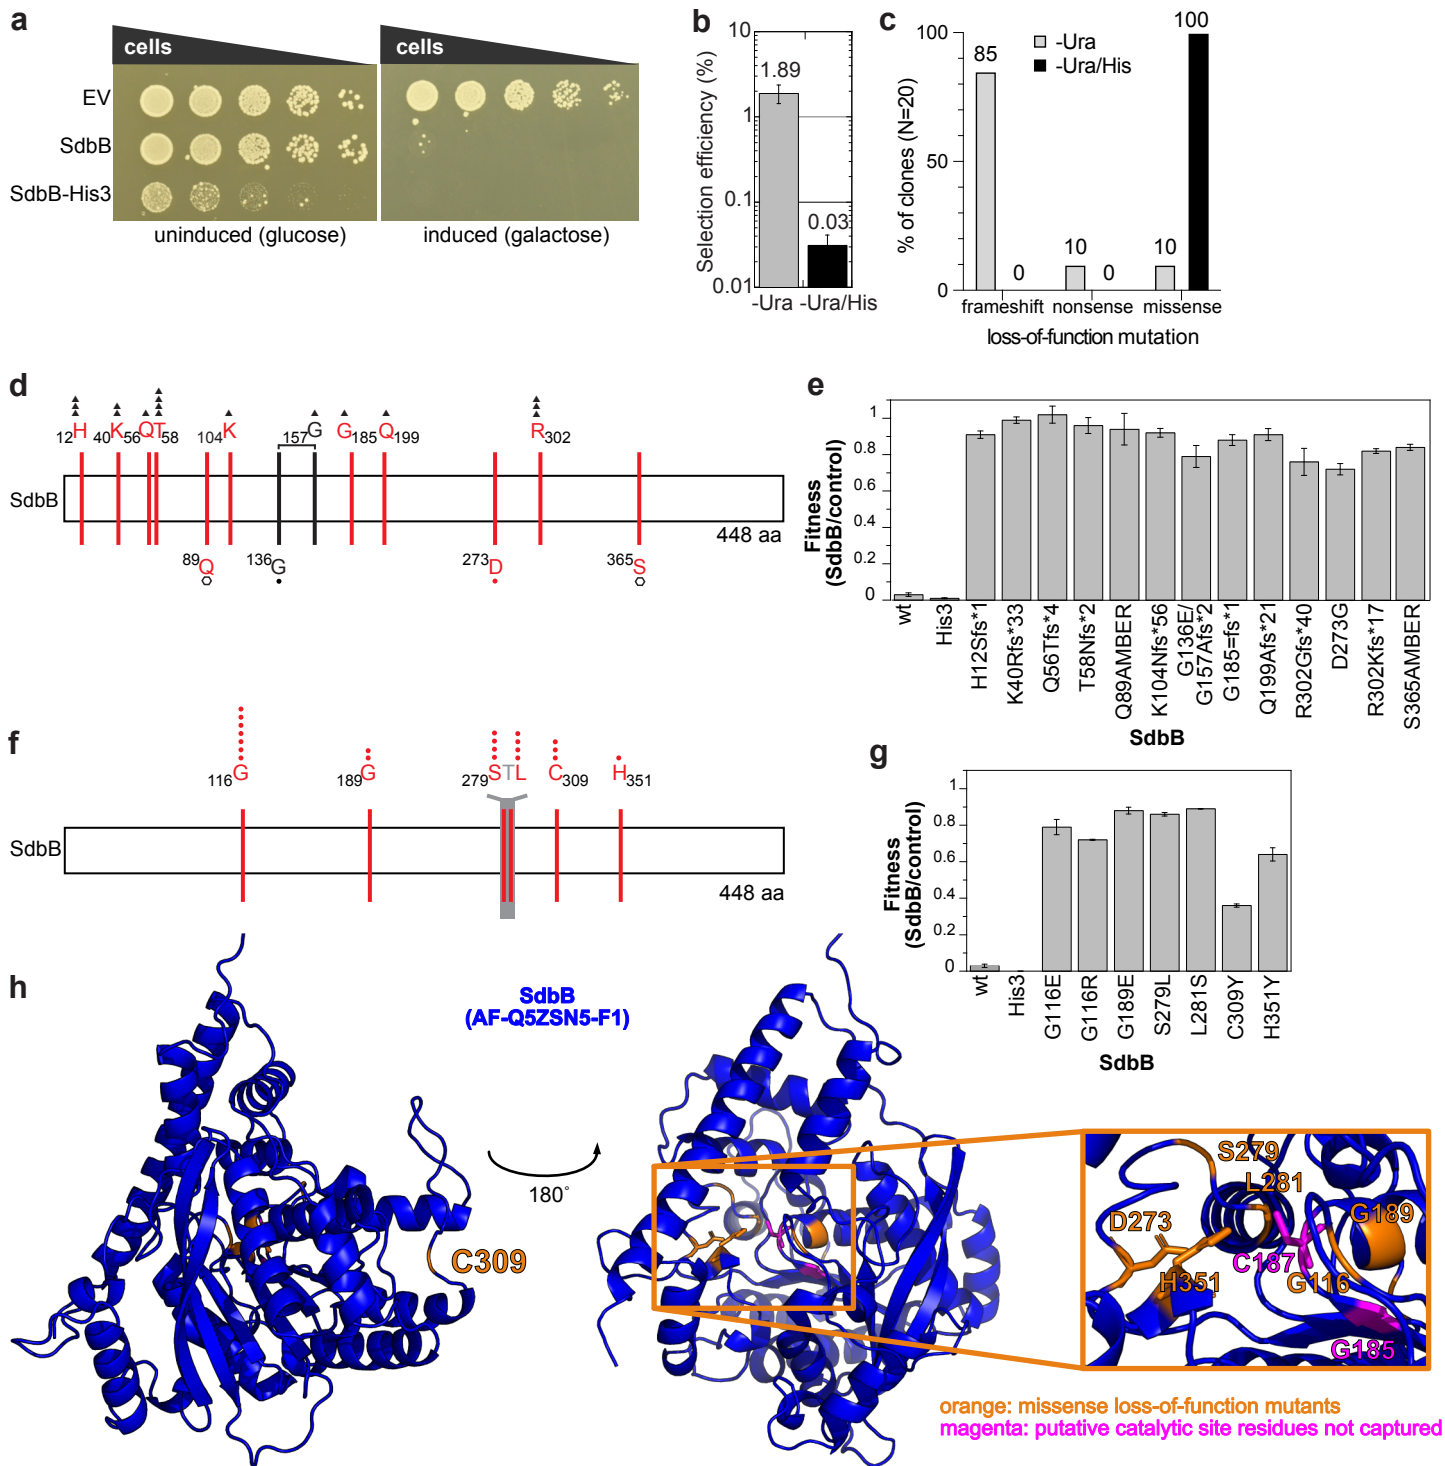 a
cells
cells
EV
SdbB
SdbB-His3
uninduced (glucose)
induced (galactose)
b
Selection efficiency (%)
10
1
0.1
0.01
1.89
0.03
-Ura
-Ura/His
c
% of clones (N=20)
100
50
0
85
0
10
0
10
100
-Ura
-Ura/His
frameshift
nonsense
missense
loss-of-function mutation
d
12H
40K
56Q
T58
104K
157G
G185
Q199
R302
SdbB
448 aa
89Q
136G
273D
365S
e
Fitness
(SdbB/control)
1
0.8
0.6
0.4
0.2
0
wt
His3
H12Sfs*1
K40Rfs*33
Q56Tfs*4
T58Nfs*2
Q89AMBER
K104Nfs*56
G136E/
G157Afs*2
G185=fs*1
Q199Afs*21
R302Gfs*40
D273G
R302Kfs*17
S365AMBER
SdbB
f
116G
189G
279STL
C309
H351
SdbB
448 aa
g
Fitness
(SdbB/control)
1
0.8
0.6
0.4
0.2
0
wt
His3
G116E
G116R
G189E
S279L
L281S
C309Y
H351Y
SdbB
h
SdbB
(AF-Q5ZSN5-F1)
C309
180°
S279
L281
D273
G189
C187
H351
G116
G185
orange: missense loss-of-function mutants
magenta: putative catalytic site residues not captured